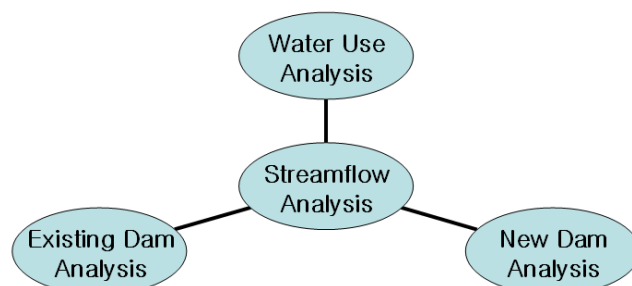 Water Use
Analysis
Streamflow
Analysis
Existing Dam
Analysis
New Dam
Analysis